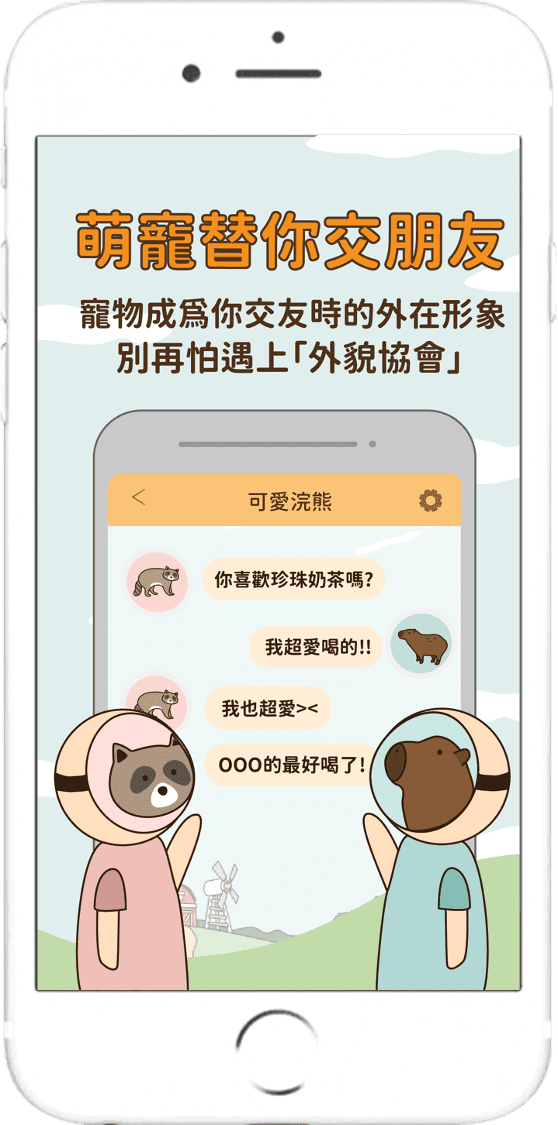 萌寵替你交朋友
寵物成為你交友時的外在形象
別再怕遇上「外貌協會」
<
可愛浣熊
你喜歡珍珠奶茶嗎?
我超愛喝的!!
我也超愛><
OOO的最好喝了!